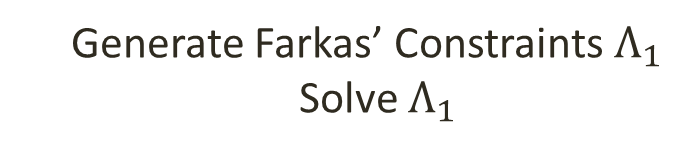 Generate Farkas’ Constraints Λ₁
Solve Λ₁